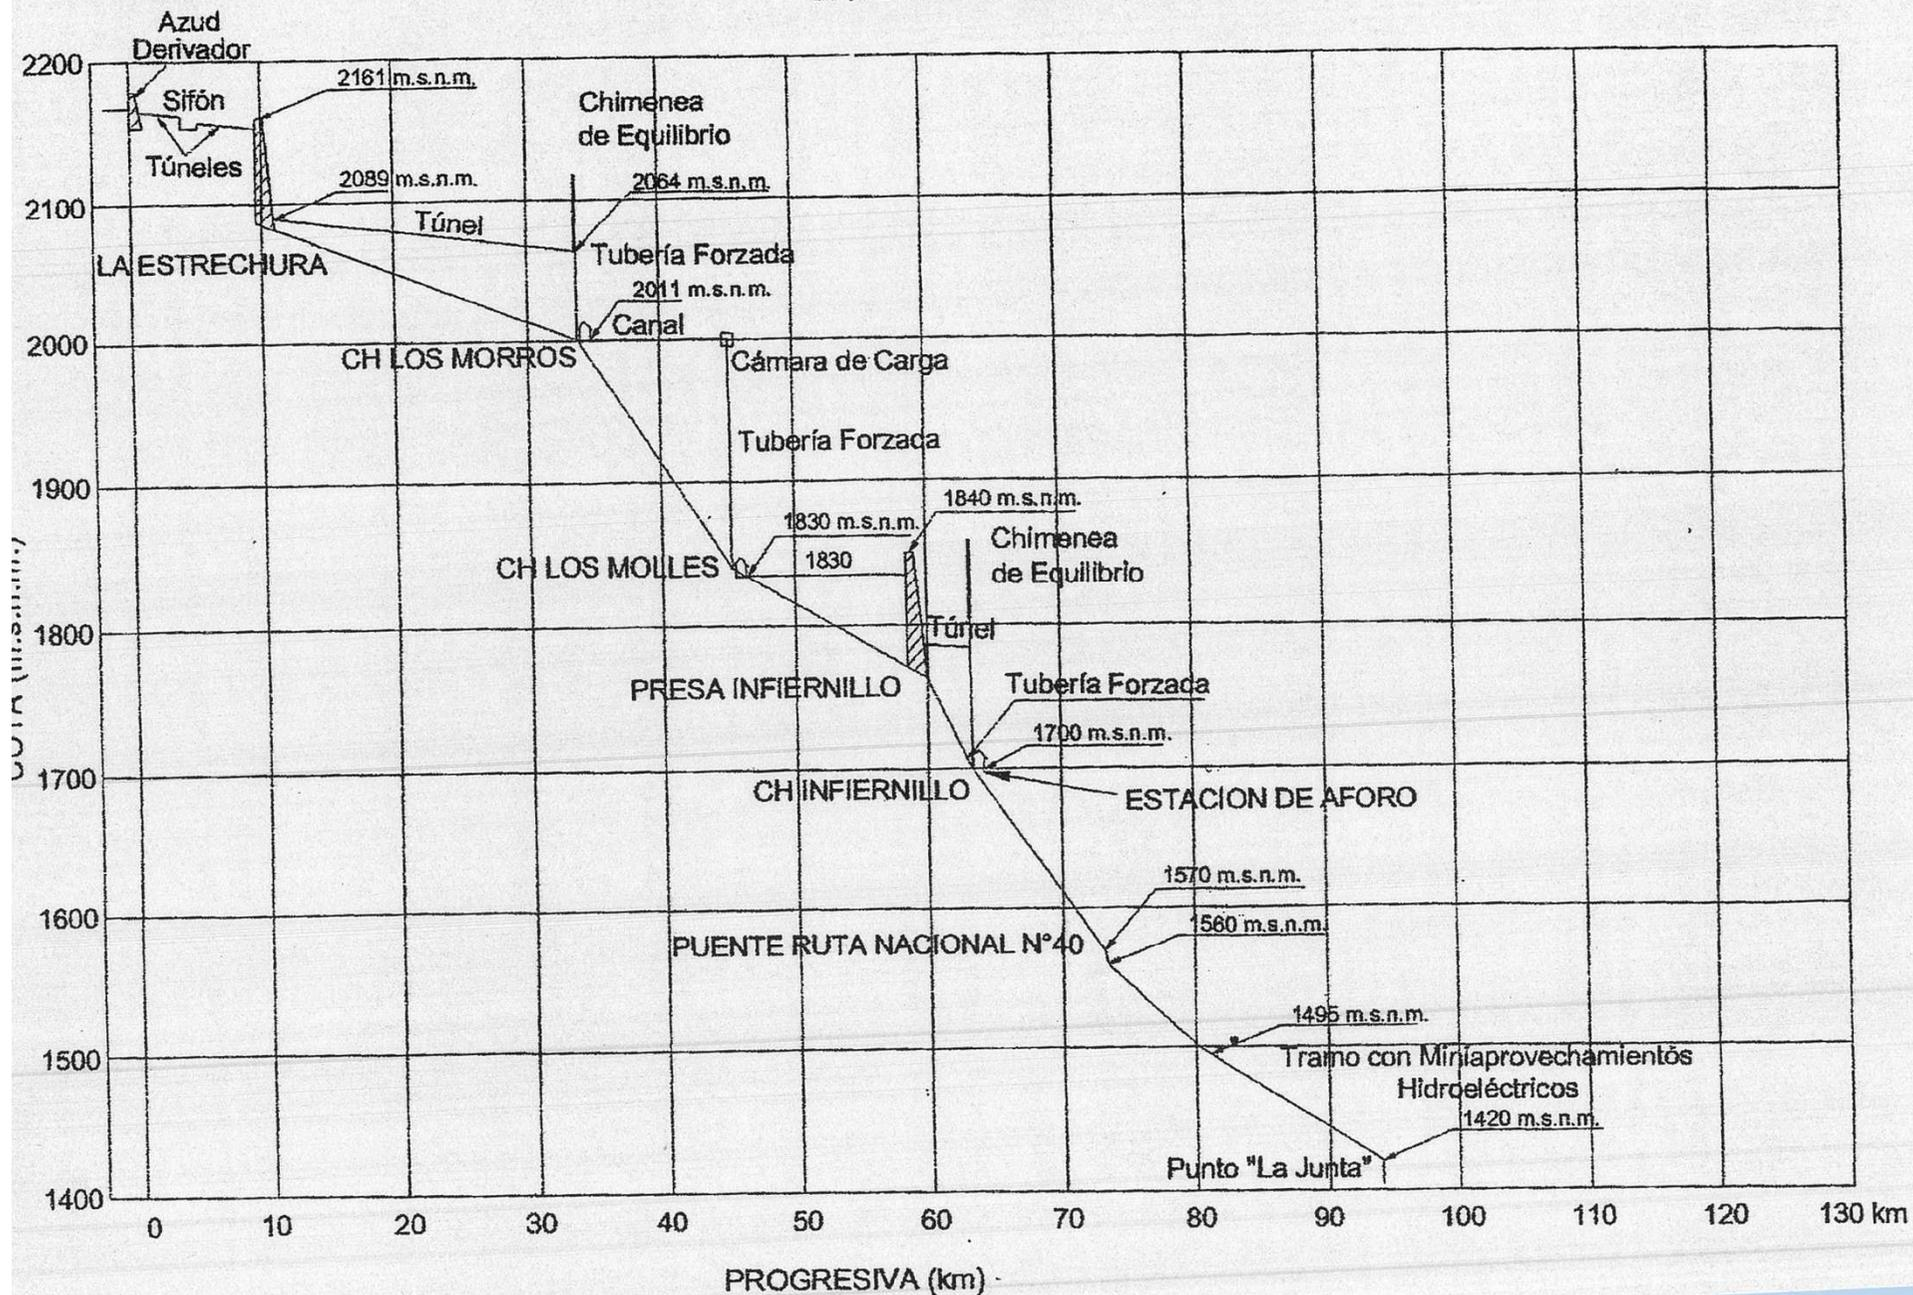 Azud
Derivador
2200
2161 m.s.n.m.
Sifón
Chimenea
de Equilibrio
Túneles
2089 m.s.n.m.
2064 m.s.n.m.
2100
Túnel
Tubería Forzada
LA ESTRECHURA
2011 m.s.n.m.
Canal
2000
CH LOS MORROS
Cámara de Carga
Tubería Forzada
1900
1840 m.s.n.m.
1830 m.s.n.m.
Chimenea
de Equilibrio
CH LOS MOLLES
1830
1800
Túnel
PRESA INFIERNILLO
Tubería Forzada
1700 m.s.n.m.
1700
CH INFIERNILLO
ESTACION DE AFORO
1570 m.s.n.m.
1600
1560 m.s.n.m.
PUENTE RUTA NACIONAL N°40
1495 m.s.n.m.
1500
Tramo con Miniaprovechamientos
Hidroeléctricos
1420 m.s.n.m.
Punto "La Junta"
1400
0 10 20 30 40 50 60 70 80 90 100 110 120 130 km
PROGRESIVA (km)